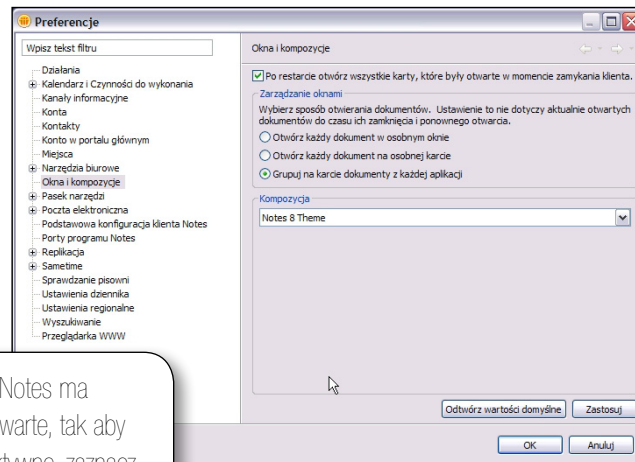 Preferencje
Wpisz tekst filtru
Działania
Kalendarz i Czynności do wykonania
Kanały informacyjne
Konta
Kontakty
Konto w portalu głównym
Miejsca
Narzędzia biurowe
Okna i kompozycje
Pasek narzędzi
Poczta elektroniczna
Podstawowa konfiguracja klienta Notes
Porty programu Notes
Replikacja
Sametime
Sprawdzanie pisowni
Ustawienia dziennika
Ustawienia regionalne
Wyszukiwanie
Przeglądarka WWW
Okna i kompozycje
Po restarcie otwórz wszystkie karty, które były otwarte w momencie zamykania klienta.
Zarządzanie oknami
Wybierz sposób otwierania dokumentów. Ustawienie to nie dotyczy aktualnie otwartych
dokumentów do czasu ich zamknięcia i ponownego otwarcia.
Otwórz każdy dokument w osobnym oknie
Otwórz każdy dokument na osobnej karcie
Grupuj na karcie dokumenty z każdej aplikacji
Kompozycja
Notes 8 Theme
Odtwórz wartości domyślne
Zastosuj
OK
Anuluj
Notes ma
warte, tak aby